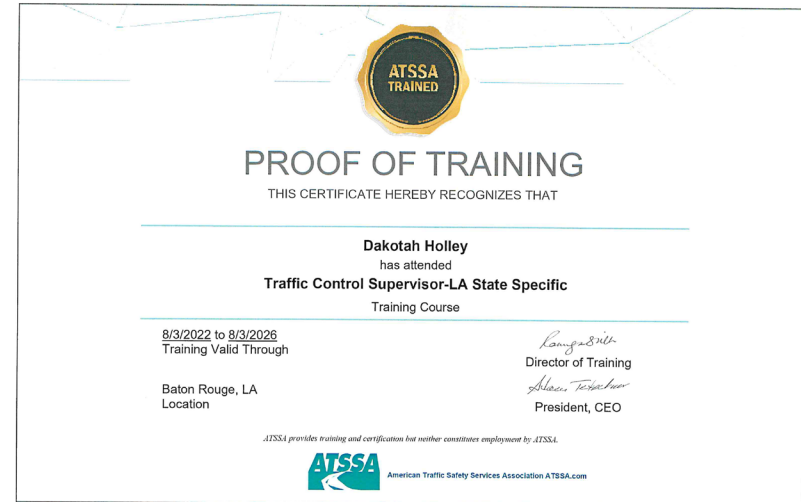 ATSSA
TRAINED
PROOF OF TRAINING
THIS CERTIFICATE HEREBY RECOGNIZES THAT
Dakotah Holley
has attended
Traffic Control Supervisor-LA State Specific
Training Course
8/3/2022 to 8/3/2026
Training Valid Through
Director of Training
Baton Rouge, LA
Location
President, CEO
ATSSA provides training and certification but neither constitutes employment by ATSSA.
ATSSA
American Traffic Safety Services Association ATSSA.com